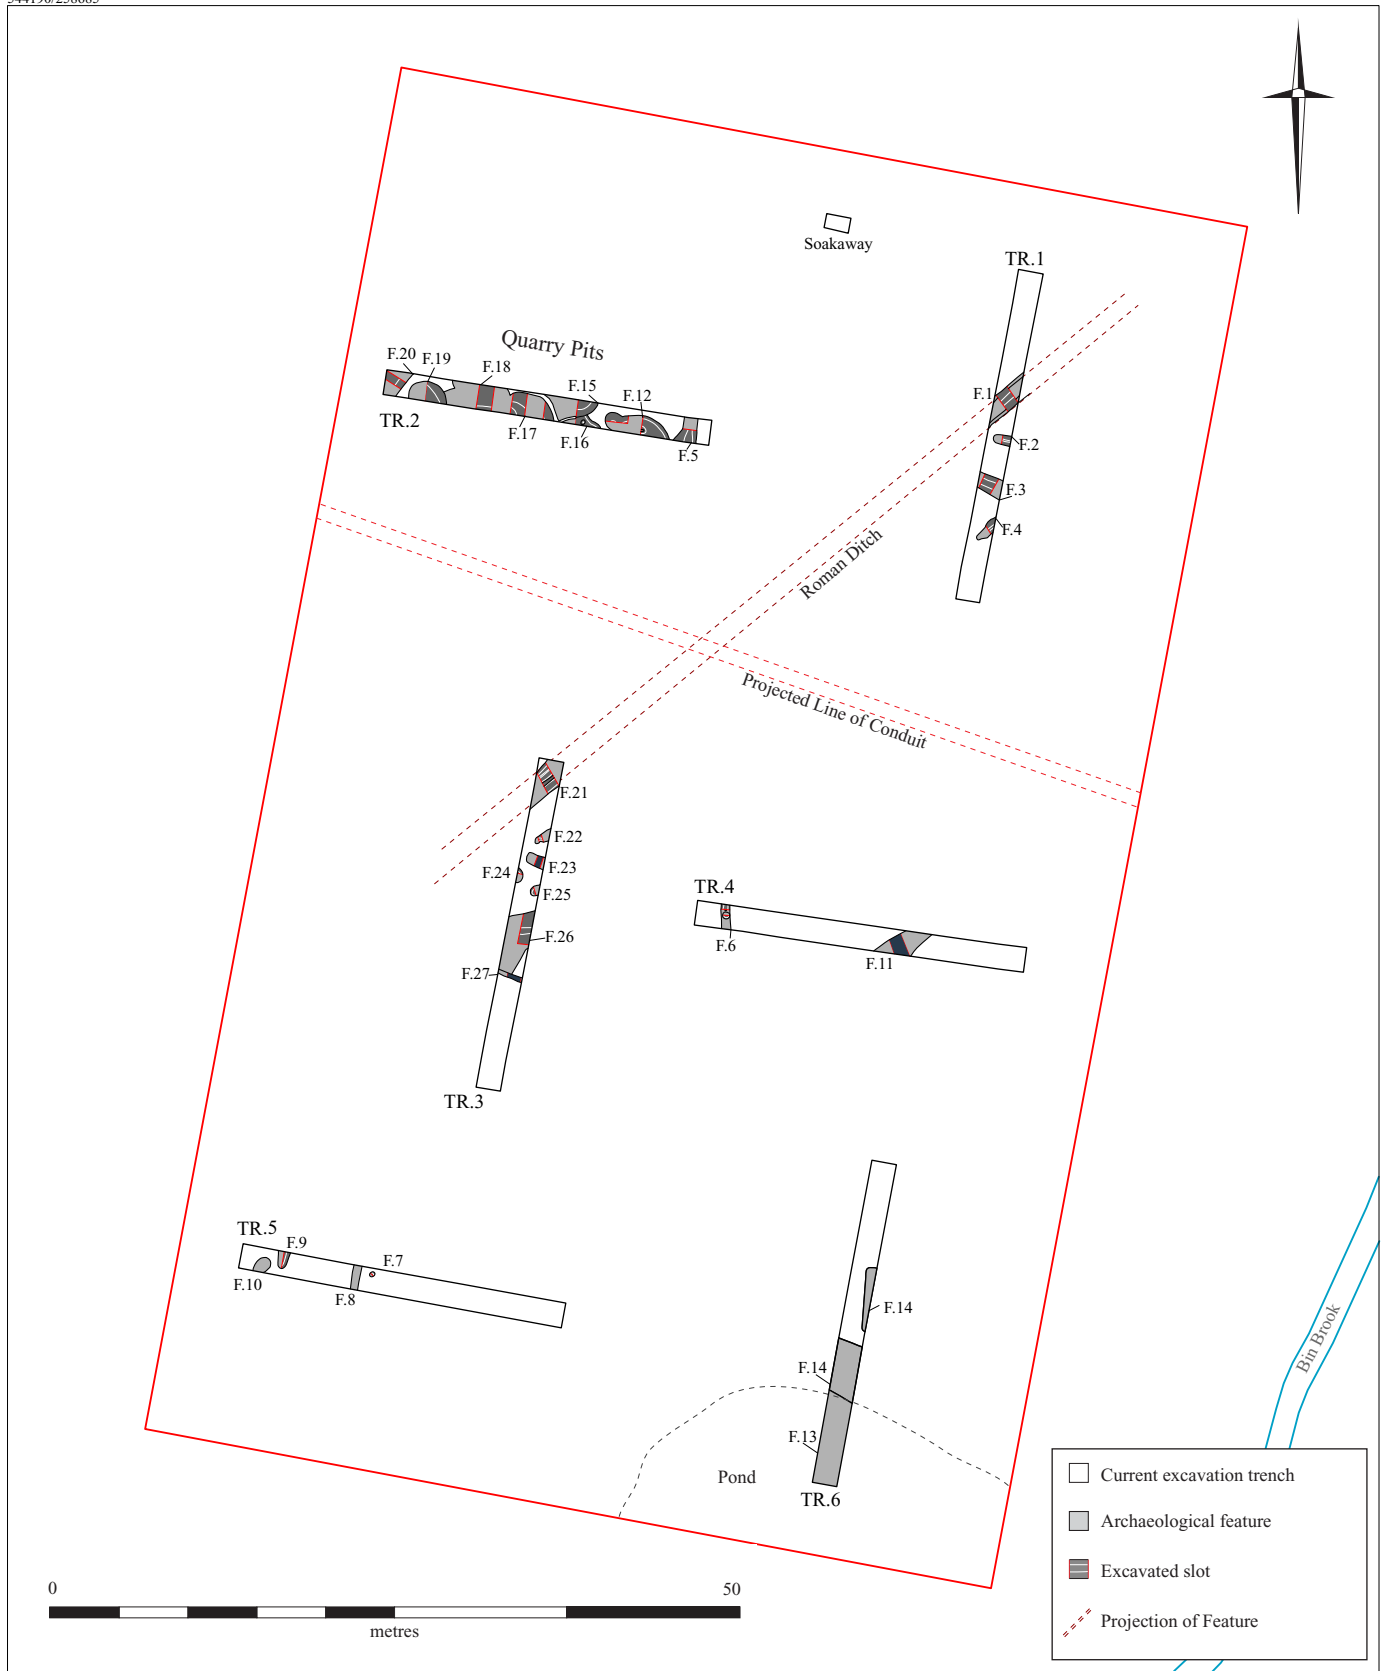 Soakaway
TR.1
Quarry Pits
F.20
F.19
F.18
F.15
F.12
F.1
TR.2
F.17
F.16
F.5
F.2
F.3
F.4
Roman Ditch
Projected Line of Conduit
F.21
F.22
F.24
F.23
F.25
TR.4
F.26
F.6
F.11
F.27
TR.3
TR.5
F.9
F.7
F.10
F.8
F.14
F.14
Bin Brook
F.13
Pond
TR.6
Current excavation trench
Archaeological feature
Excavated slot
Projection of Feature
0
50
metres